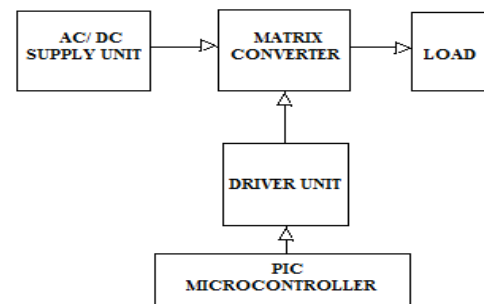 AC/ DC
SUPPLY UNIT
MATRIX
CONVERTER
LOAD
DRIVER UNIT
PIC
MICROCONTROLLER